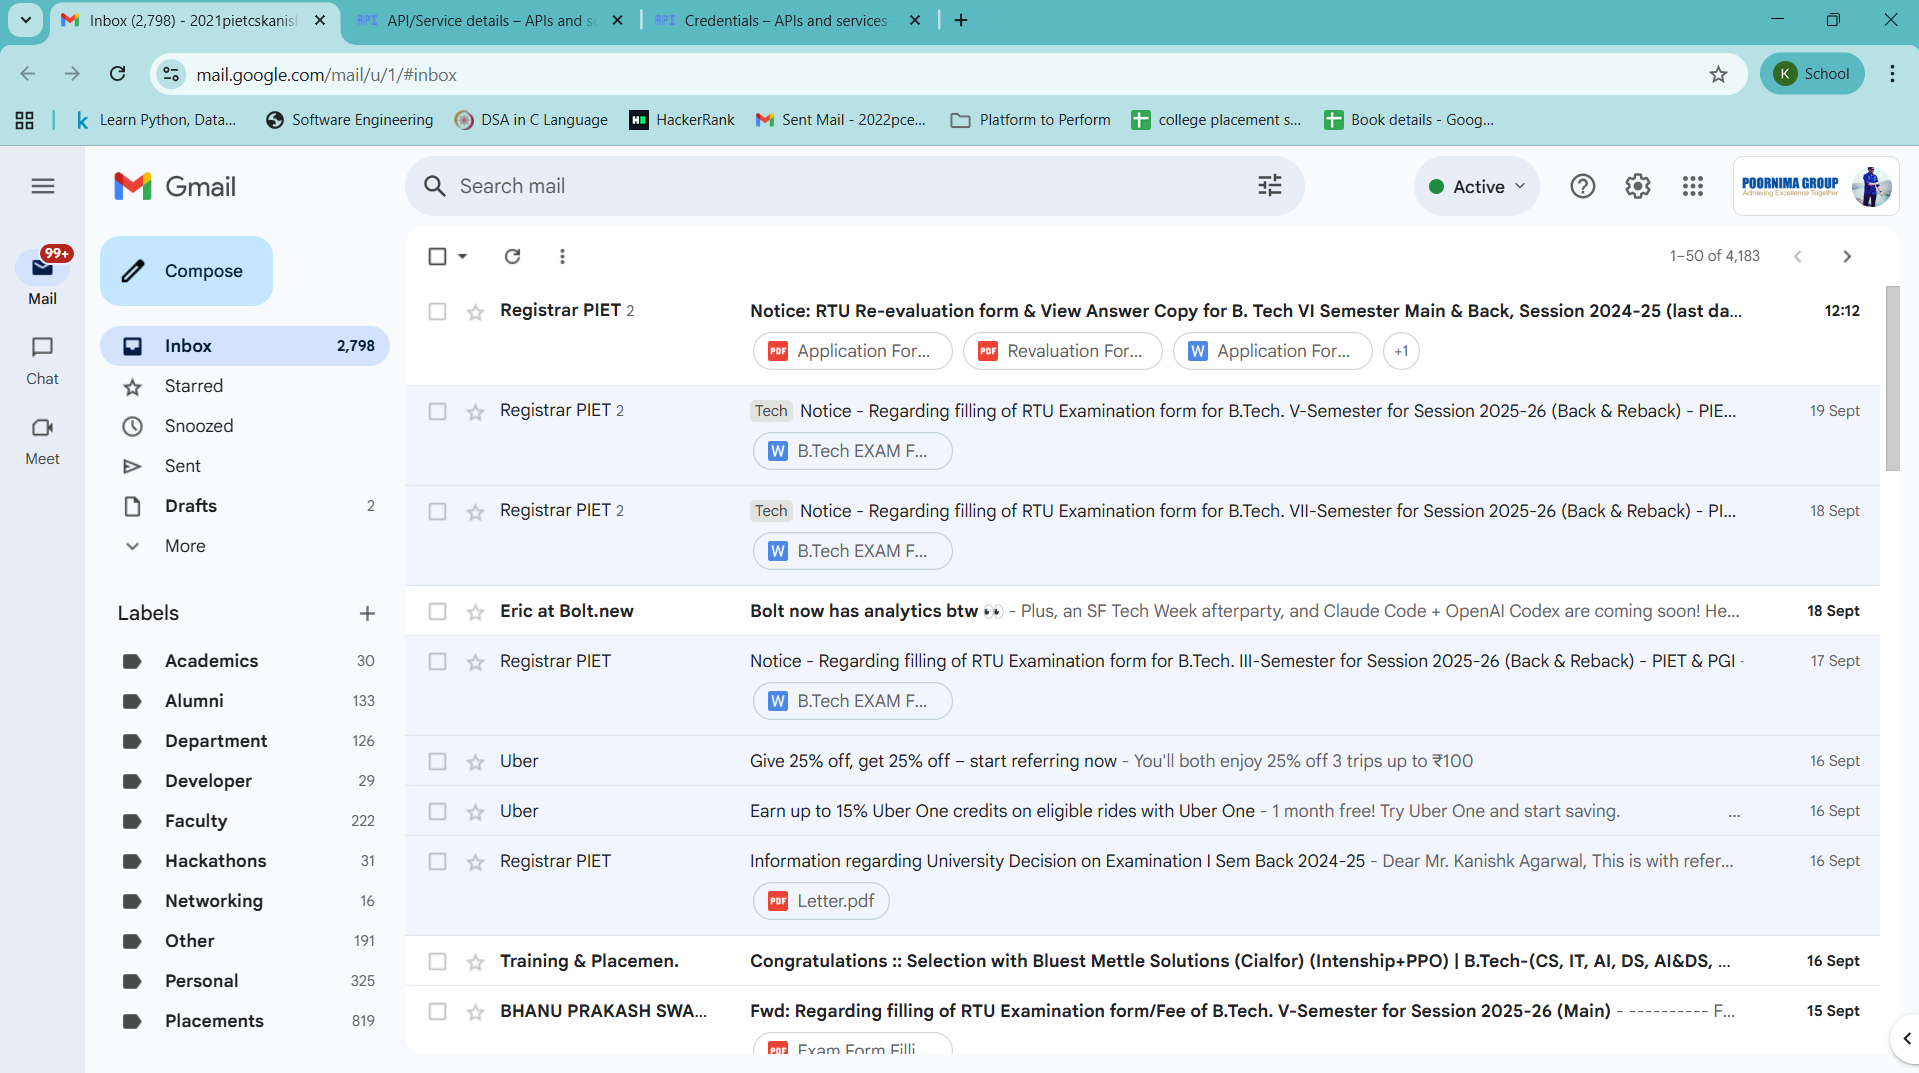 Inbox (2,798) - 2021pietcskanis
API/Service details – APIs and s
Credentials – APIs and services
mail.google.com/mail/u/1/#inbox
K School
Learn Python, Data...
Software Engineering
DSA in C Language
HackerRank
Sent Mail - 2022pce...
Platform to Perform
college placement s...
Book details - Goog...
Gmail
Search mail
Active
POORNIMA GROUP
Achieving Excellence Together
99+
Mail
Chat
Meet
Compose
Inbox 2,798
Starred
Snoozed
Sent
Drafts 2
More
Labels
Academics 30
Alumni 133
Department 126
Developer 29
Faculty 222
Hackathons 31
Networking 16
Other 191
Personal 325
Placements 819
1–50 of 4,183
Registrar PIET 2 Notice: RTU Re-evaluation form & View Answer Copy for B. Tech VI Semester Main & Back, Session 2024-25 (last da... 12:12
PDF Application For... PDF Revaluation For... W Application For... +1
Registrar PIET 2 Tech Notice - Regarding filling of RTU Examination form for B.Tech. V-Semester for Session 2025-26 (Back & Reback) - PIE... 19 Sept
W B.Tech EXAM F...
Registrar PIET 2 Tech Notice - Regarding filling of RTU Examination form for B.Tech. VII-Semester for Session 2025-26 (Back & Reback) - PI... 18 Sept
W B.Tech EXAM F...
Eric at Bolt.new Bolt now has analytics btw 👀 - Plus, an SF Tech Week afterparty, and Claude Code + OpenAI Codex are coming soon! He... 18 Sept
Registrar PIET Notice - Regarding filling of RTU Examination form for B.Tech. III-Semester for Session 2025-26 (Back & Reback) - PIET & PGI - 17 Sept
W B.Tech EXAM F...
Uber Give 25% off, get 25% off – start referring now - You'll both enjoy 25% off 3 trips up to ₹100 16 Sept
Uber Earn up to 15% Uber One credits on eligible rides with Uber One - 1 month free! Try Uber One and start saving. ... 16 Sept
Registrar PIET Information regarding University Decision on Examination I Sem Back 2024-25 - Dear Mr. Kanishk Agarwal, This is with refer... 16 Sept
PDF Letter.pdf
Training & Placemen. Congratulations :: Selection with Bluest Mettle Solutions (Cialfor) (Intenship+PPO) | B.Tech-(CS, IT, AI, DS, AI&DS, ... 16 Sept
BHANU PRAKASH SWA... Fwd: Regarding filling of RTU Examination form/Fee of B.Tech. V-Semester for Session 2025-26 (Main) - ---------- F... 15 Sept
PDF Exam Form Filli